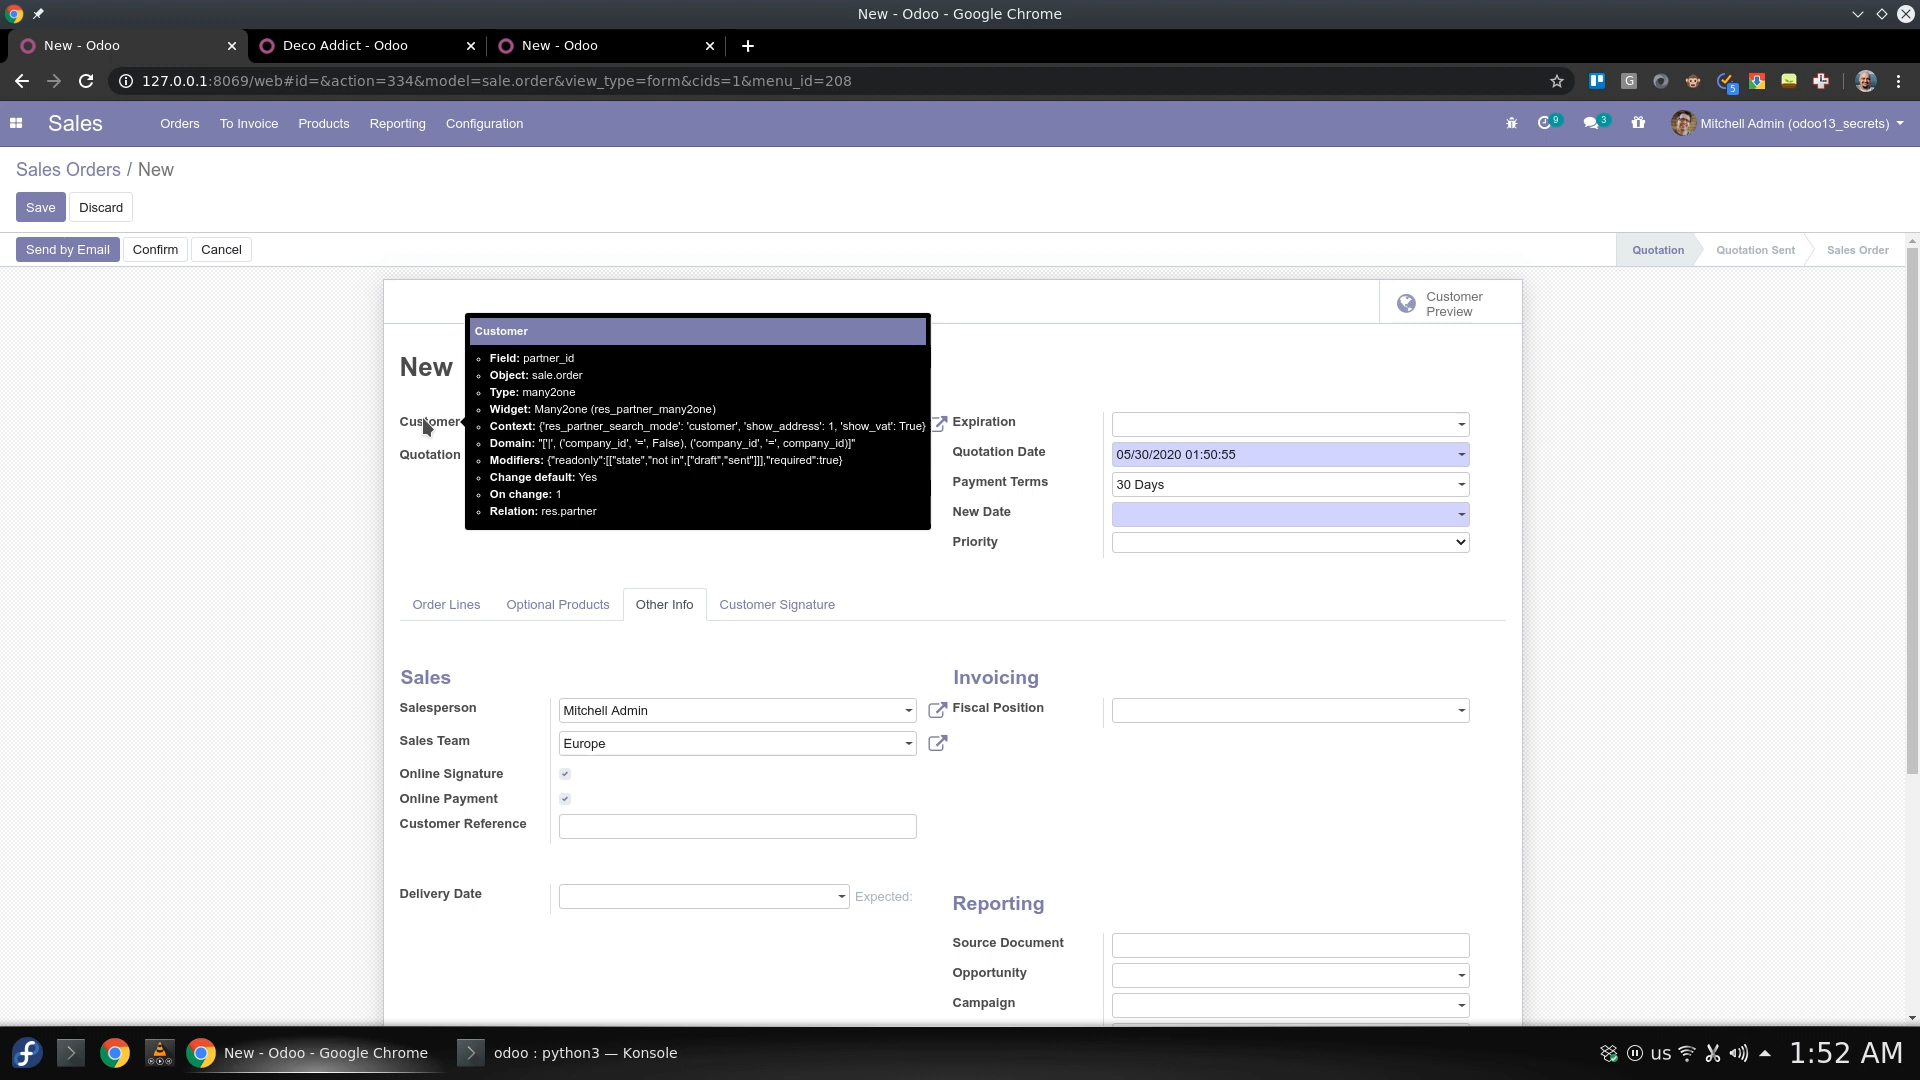 New - Odoo - Google Chrome
New - Odoo
Deco Addict - Odoo
New - Odoo
127.0.0.1:8069/web#id=&action=334&model=sale.order&view_type=form&cids=1&menu_id=208
G
5
Sales
Orders
To Invoice
Products
Reporting
Configuration
9
3
Mitchell Admin (odoo13_secrets)
Sales Orders / New
Save
Discard
Send by Email
Confirm
Cancel
Quotation
Quotation Sent
Sales Order
Customer
Preview
New
Customer
Quotation
Customer
Field: partner_id
Object: sale.order
Type: many2one
Widget: Many2one (res_partner_many2one)
Context: {'res_partner_search_mode': 'customer', 'show_address': 1, 'show_vat': True}
Domain: "['|', ('company_id', '=', False), ('company_id', '=', company_id)]"
Modifiers: {"readonly":[["state","not in",["draft","sent"]]],"required":true}
Change default: Yes
On change: 1
Relation: res.partner
Expiration
Quotation Date
05/30/2020 01:50:55
Payment Terms
30 Days
New Date
Priority
Order Lines
Optional Products
Other Info
Customer Signature
Sales
Salesperson
Mitchell Admin
Sales Team
Europe
Online Signature
Online Payment
Customer Reference
Delivery Date
Expected:
Invoicing
Fiscal Position
Reporting
Source Document
Opportunity
Campaign
New - Odoo - Google Chrome
odoo : python3 — Konsole
us
1:52 AM